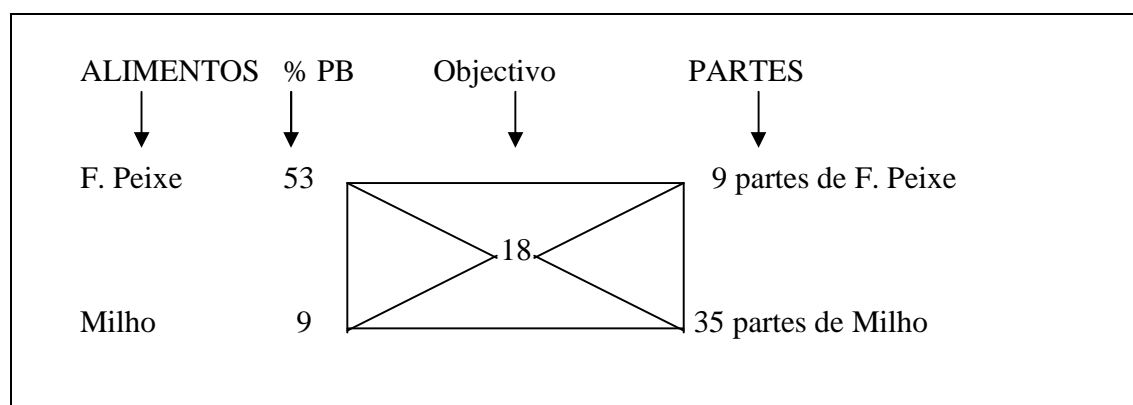 ALIMENTOS % PB Objectivo PARTES
F. Peixe 53 9 partes de F. Peixe
18
Milho 9 35 partes de Milho